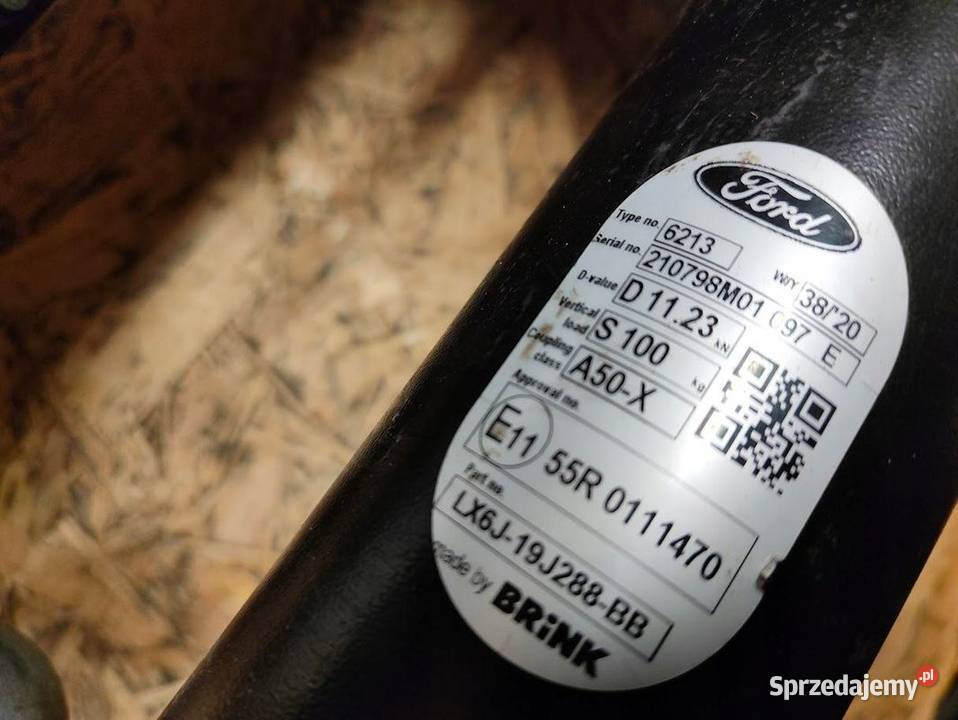 Ford
Type no. 6213 W/Y 38/'20
Serial no. 210798M01 097 E
D-value D 11.23 kN
Vertical load S 100 kg
Coupling class A50-X
Approval no.
E11 55R 0111470
Part no.
LX6J-19J288-BB
made by BRiNK
Sprzedajemy.pl